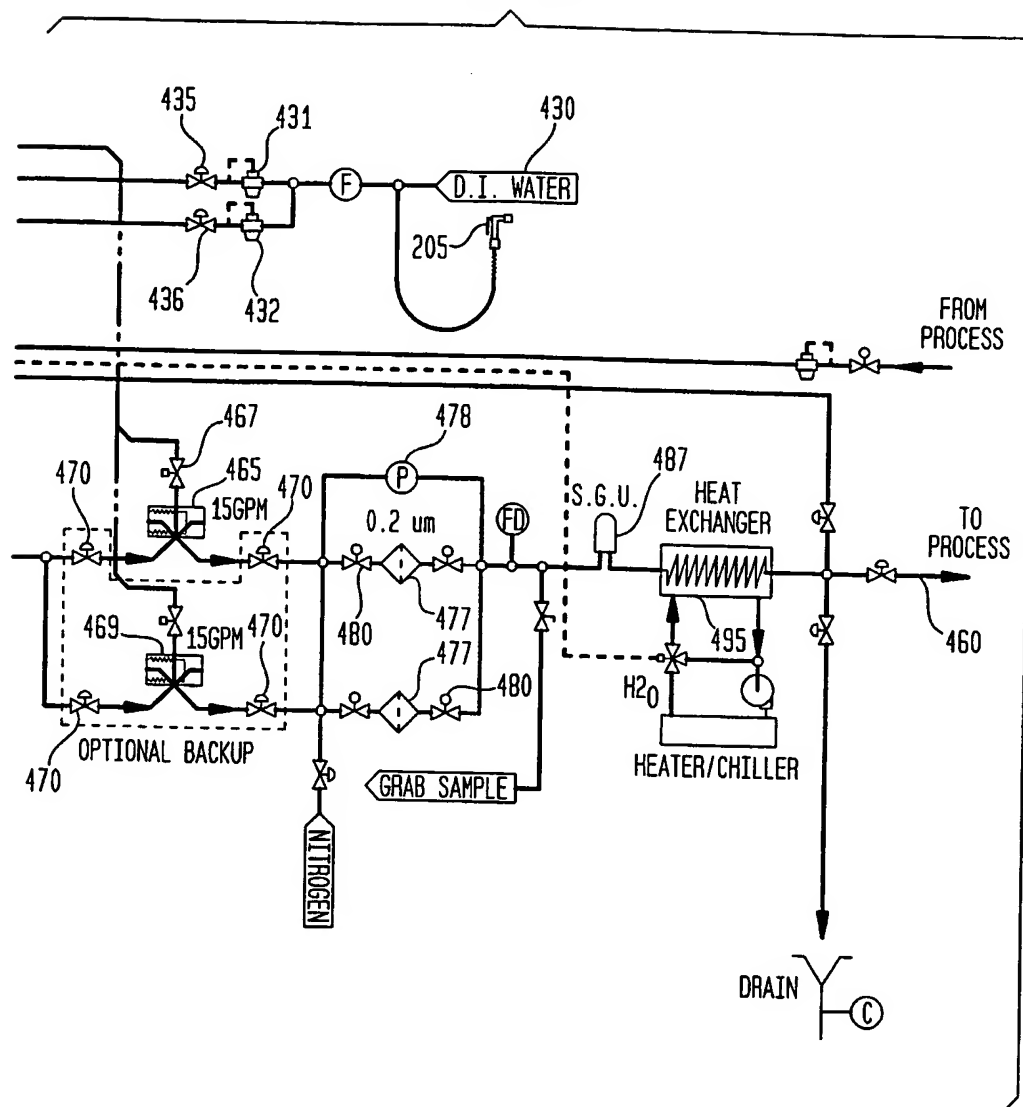 435
431
430
F
D.I. WATER
205
436
432
FROM
PROCESS
467
478
465
487
470
15GPM
470
P
S.G.U.
HEAT
EXCHANGER
0.2 um
FD
TO
PROCESS
477
480
469
15GPM
470
477
495
460
480
H2O
OPTIONAL BACKUP
470
HEATER/CHILLER
GRAB SAMPLE
NITROGEN
DRAIN
C